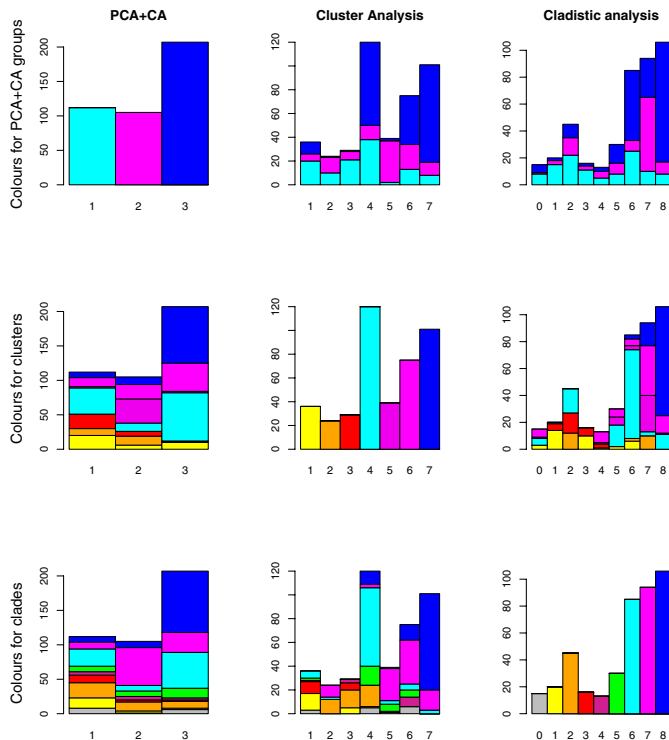 PCA+CA
Cluster Analysis
Cladistic analysis
Colours for PCA+CA groups
0 50 100 150 200
1 2 3
0 20 40 60 80 120
1 2 3 4 5 6 7
0 20 40 60 80 100
0 1 2 3 4 5 6 7 8
Colours for clusters
0 50 100 150 200
1 2 3
0 20 40 60 80 120
1 2 3 4 5 6 7
0 20 40 60 80 100
0 1 2 3 4 5 6 7 8
Colours for clades
0 50 100 150 200
1 2 3
0 20 40 60 80 120
1 2 3 4 5 6 7
0 20 40 60 80 100
0 1 2 3 4 5 6 7 8